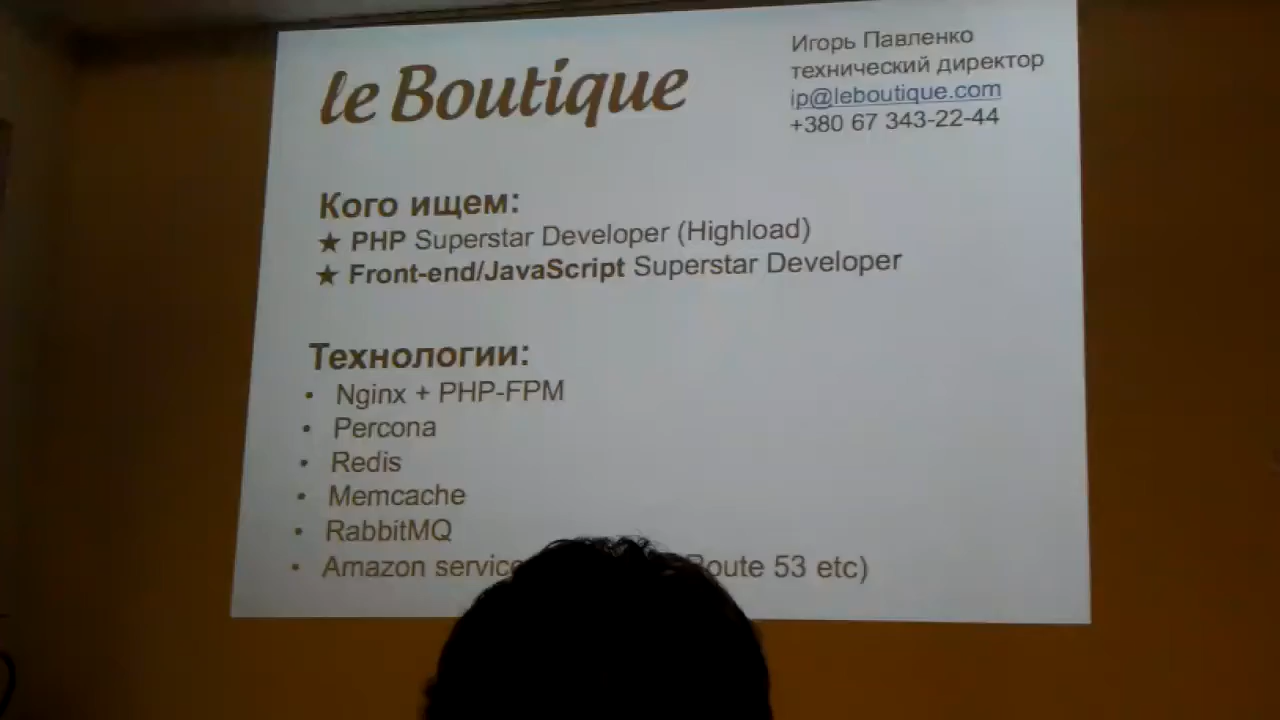 le Boutique
Игорь Павленко
технический директор
ip@leboutique.com
+380 67 343-22-44
Кого ищем:
★ PHP Superstar Developer (Highload)
★ Front-end/JavaScript Superstar Developer
Технологии:
• Nginx + PHP-FPM
• Percona
• Redis
• Memcache
• RabbitMQ
• Amazon 53 etc)